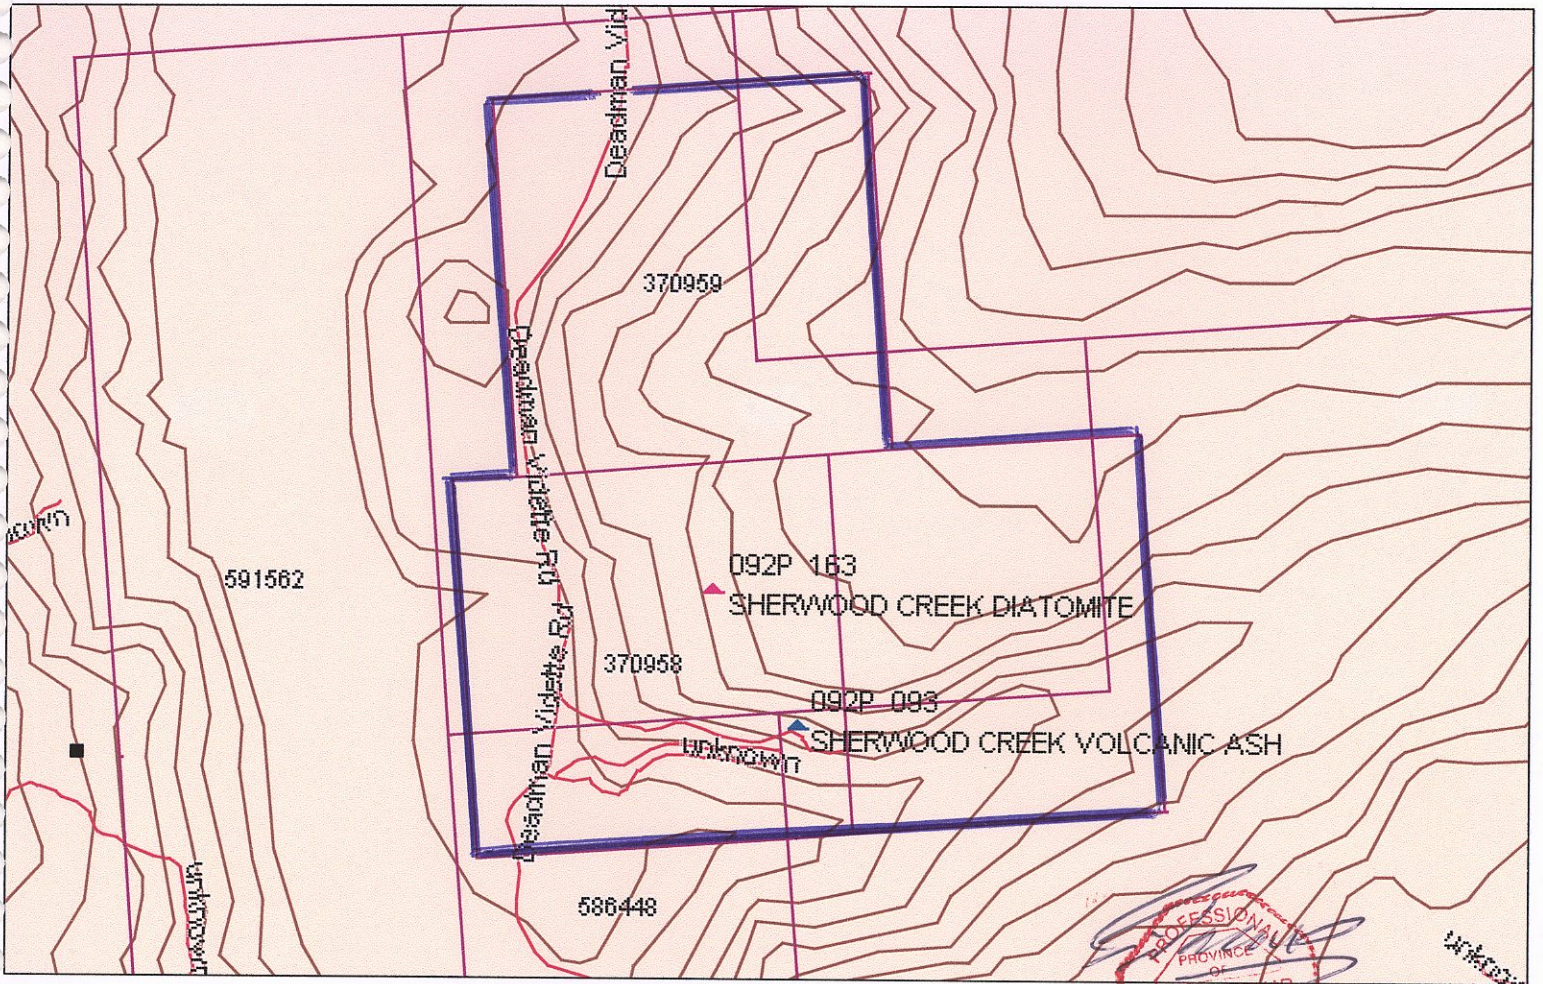 Deadman Vid
370959
Deadman Vidette Rd
591562
092P 163
SHERWOOD CREEK DIATOMITE
Vidette Rd
370958
092P 093
SHERWOOD CREEK VOLCANIC ASH
unknown
Deadman
586448
unknown
PROFESSIONAL
PROVINCE
OF